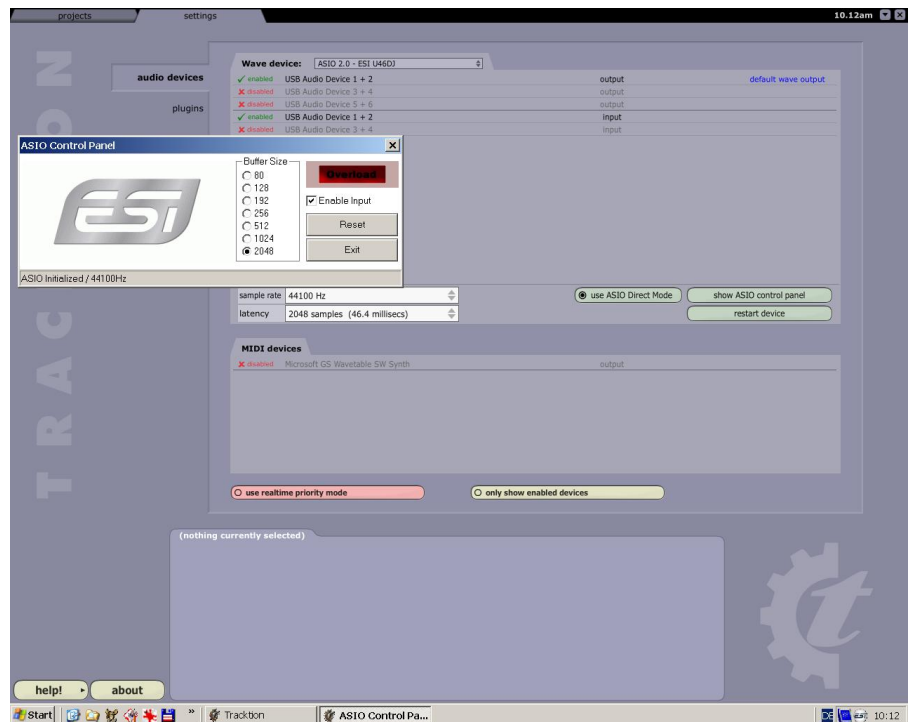 projects
settings
10.12am
audio devices
plugins
Wave device:
ASIO 2.0 - ESI U46DJ
enabled USB Audio Device 1 + 2 output default wave output
disabled USB Audio Device 3 + 4 output
disabled USB Audio Device 5 + 6 output
enabled USB Audio Device 1 + 2 input
disabled USB Audio Device 3 + 4 input
ASIO Control Panel
ESI
Buffer Size
80
128
192
256
512
1024
2048
Overload
Enable Input
Reset
Exit
ASIO Initialized / 44100Hz
sample rate 44100 Hz
use ASIO Direct Mode
show ASIO control panel
latency 2048 samples (46.4 millisecs)
restart device
MIDI devices
disabled Microsoft GS Wavetable SW Synth output
use realtime priority mode
only show enabled devices
(nothing currently selected)
TRACTION
t
help!
about
Start
»
Tracktion
ASIO Control Pa...
DE
10:12